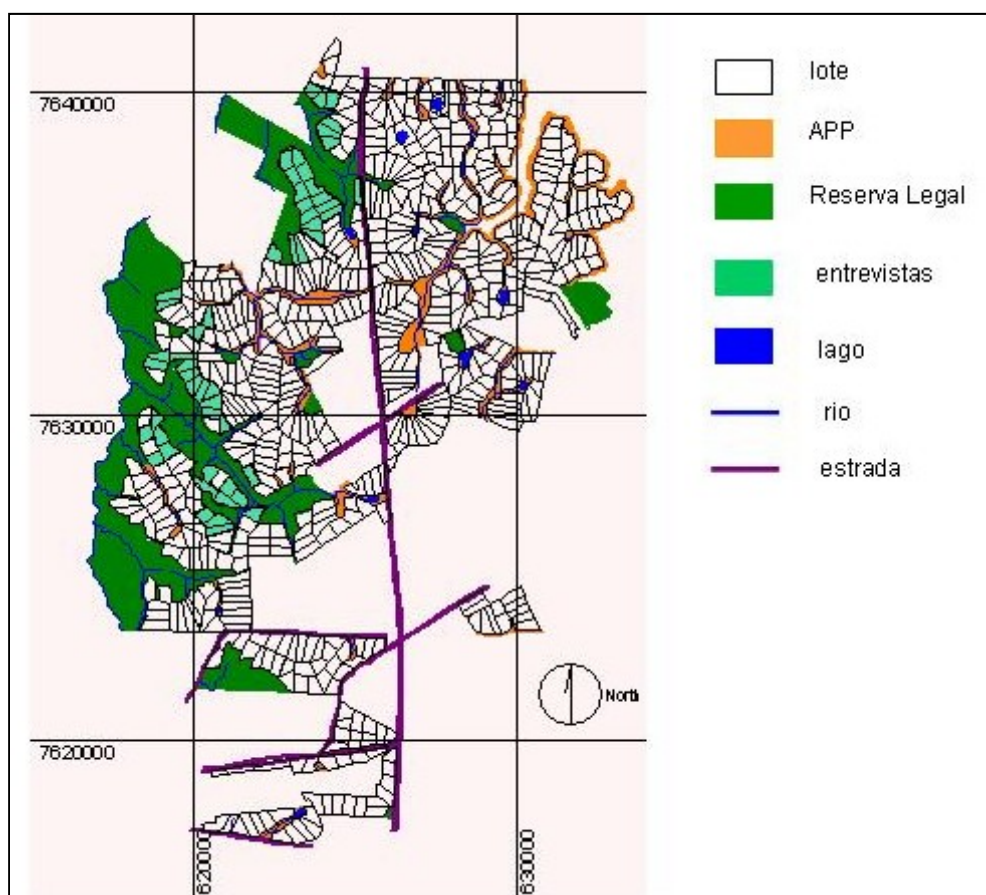 7640000
7630000
7620000
620000
630000
North
lote
APP
Reserva Legal
entrevistas
lago
rio
estrada